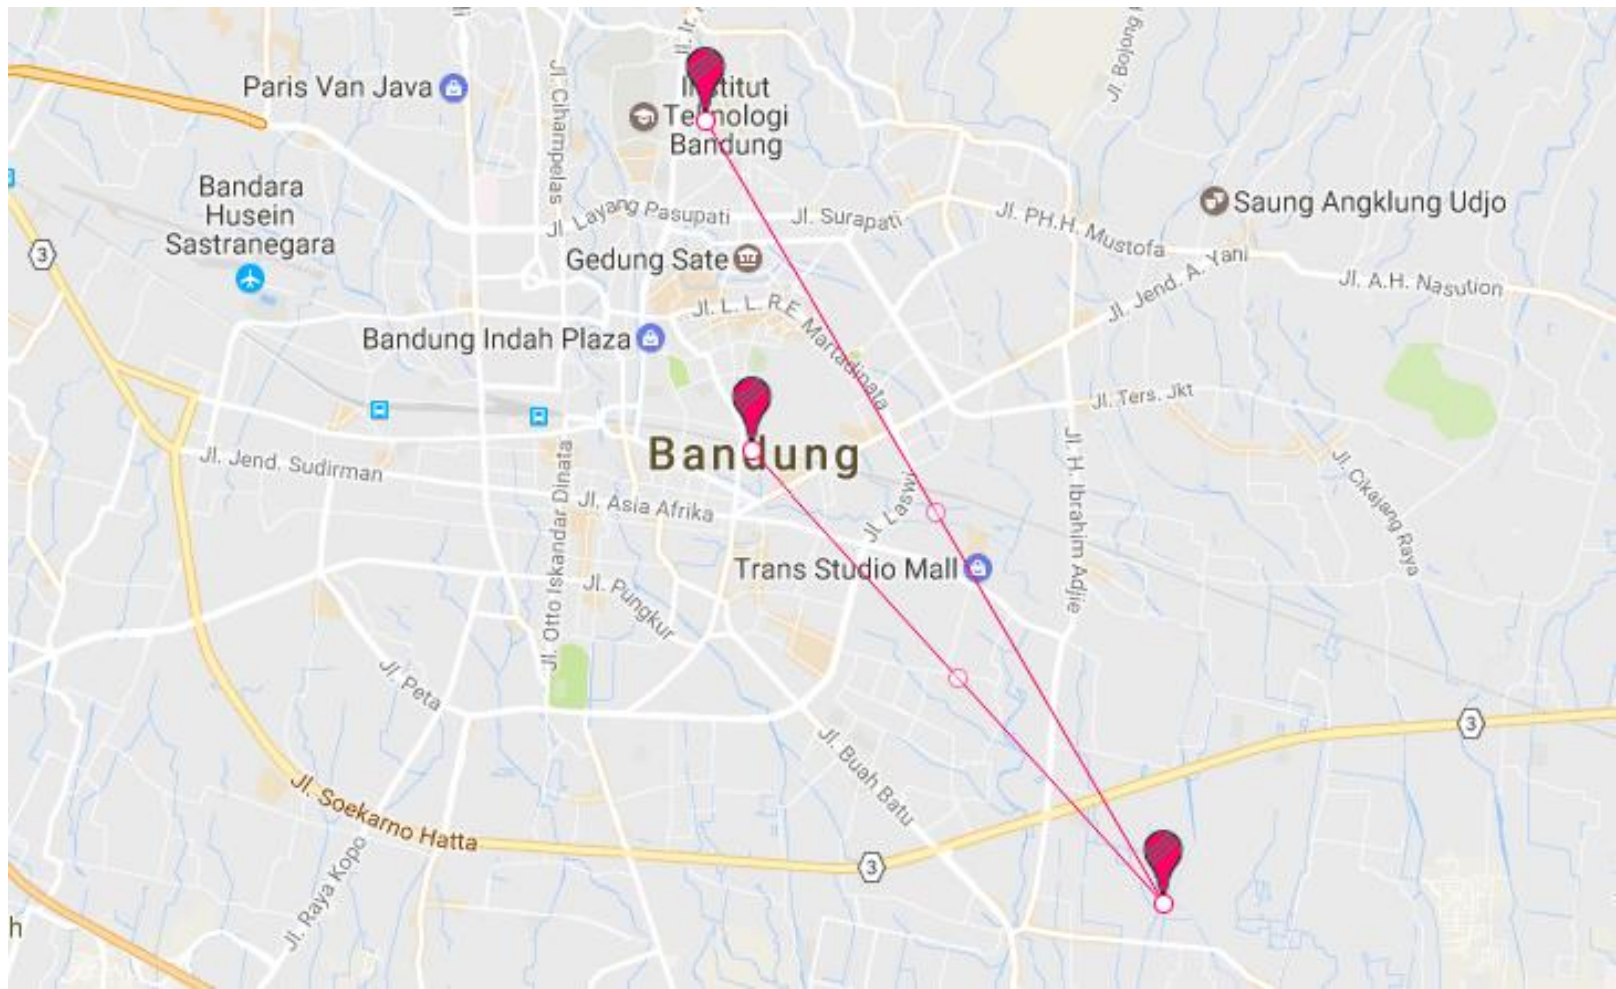 Jl. Ir.
Jl. Bojong
Paris Van Java
Jl. Cihampelas
Institut
Teknologi
Bandung
Bandara
Husein
Sastranegara
Jl. Layang Pasupati
Jl. Surapati
Jl. PH.H. Mustofa
Saung Angklung Udjo
3
Gedung Sate
Jl. Jend. A. Yani
Jl. A.H. Nasution
Jl. L. L. R.E. Martadinata
Bandung Indah Plaza
Jl. Ters. Jkt
Bandung
Jl. Jend. Sudirman
Jl. Otto Iskandar Dinata
Jl. Asia Afrika
Jl. Laswi
Jl. H. Ibrahim Adjie
Jl. Cikajang Raya
Trans Studio Mall
Jl. Pungkur
Jl. Peta
3
Jl. Buah Batu
Jl. Soekarno Hatta
3
Jl. Raya Kopo
h